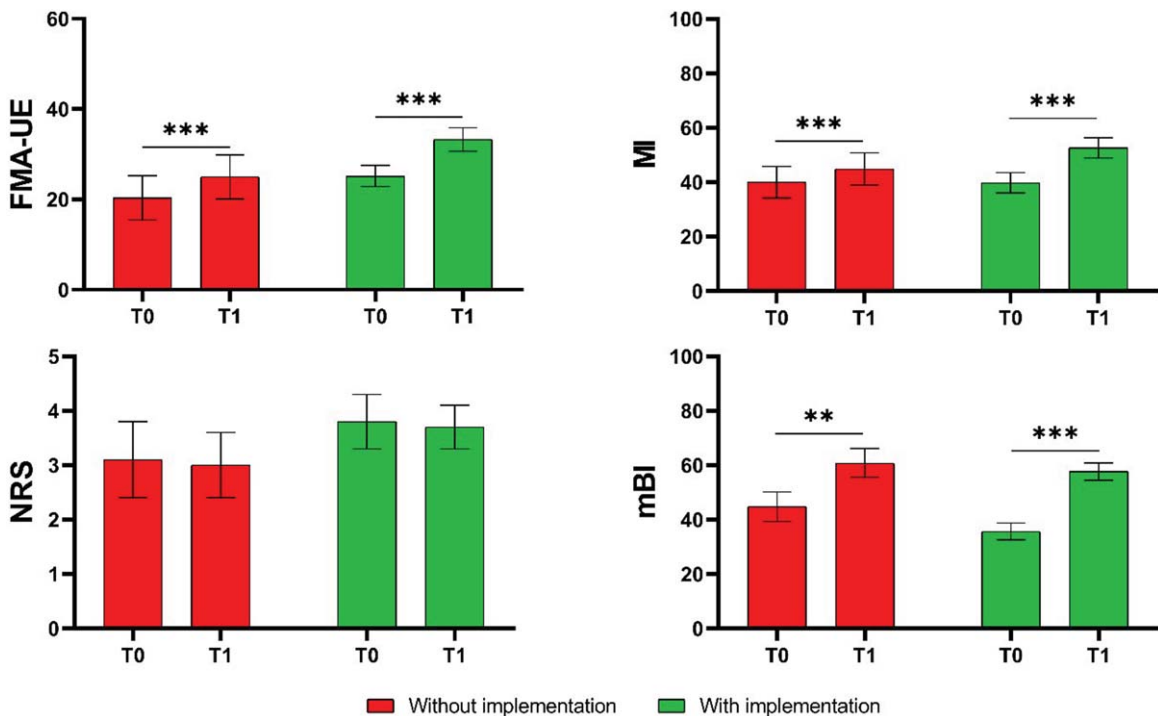 FMA-UE
60
40
20
0
***
***
T0
T1
T0
T1
MI
100
80
60
40
20
0
***
***
T0
T1
T0
T1
NRS
5
4
3
2
1
0
T0
T1
T0
T1
mBI
100
80
60
40
20
0
**
***
T0
T1
T0
T1
Without implementation
With implementation